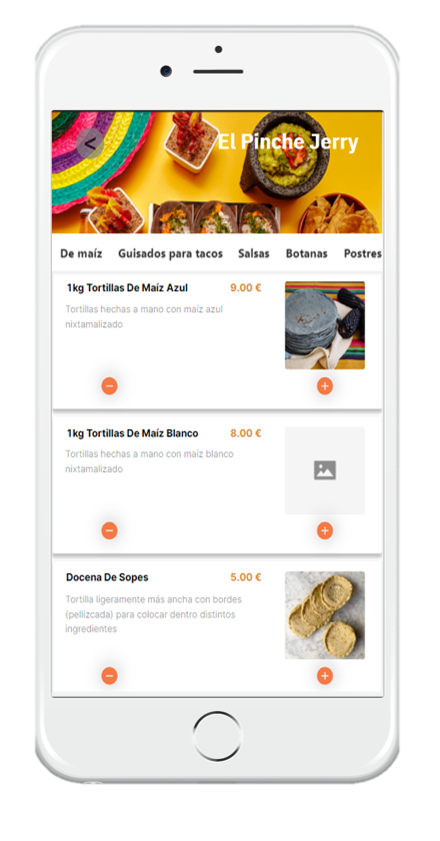 <
El Pinche Jerry
De maíz Guisados para tacos Salsas Botanas Postres
1kg Tortillas De Maíz Azul 9.00 €
Tortillas hechas a mano con maíz azul
nixtamalizado
1kg Tortillas De Maíz Blanco 8.00 €
Tortillas hechas a mano con maíz blanco
nixtamalizado
Docena De Sopes 5.00 €
Tortilla ligeramente más ancha con bordes
(pellizcada) para colocar dentro distintos
ingredientes